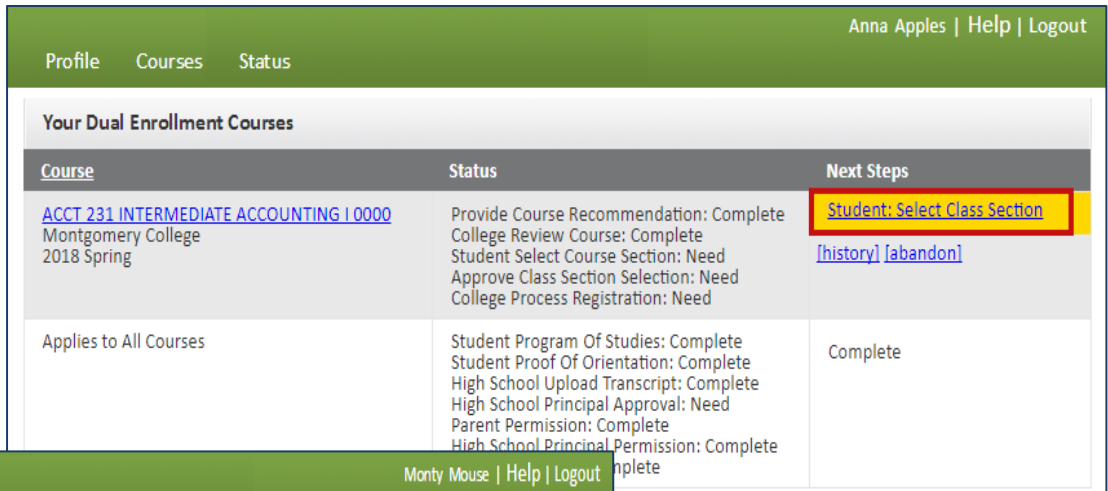 Anna Apples | Help | Logout
Profile Courses Status
Your Dual Enrollment Courses
Course Status Next Steps
ACCT 231 INTERMEDIATE ACCOUNTING I 0000
Montgomery College
2018 Spring
Provide Course Recommendation: Complete
College Review Course: Complete
Student Select Course Section: Need
Approve Class Section Selection: Need
College Process Registration: Need
Student: Select Class Section
[history] [abandon]
Applies to All Courses
Student Program Of Studies: Complete
Student Proof Of Orientation: Complete
High School Upload Transcript: Complete
High School Principal Approval: Need
Parent Permission: Complete
High School Principal Permission: Complete
Complete
Monty Mouse | Help | Logout